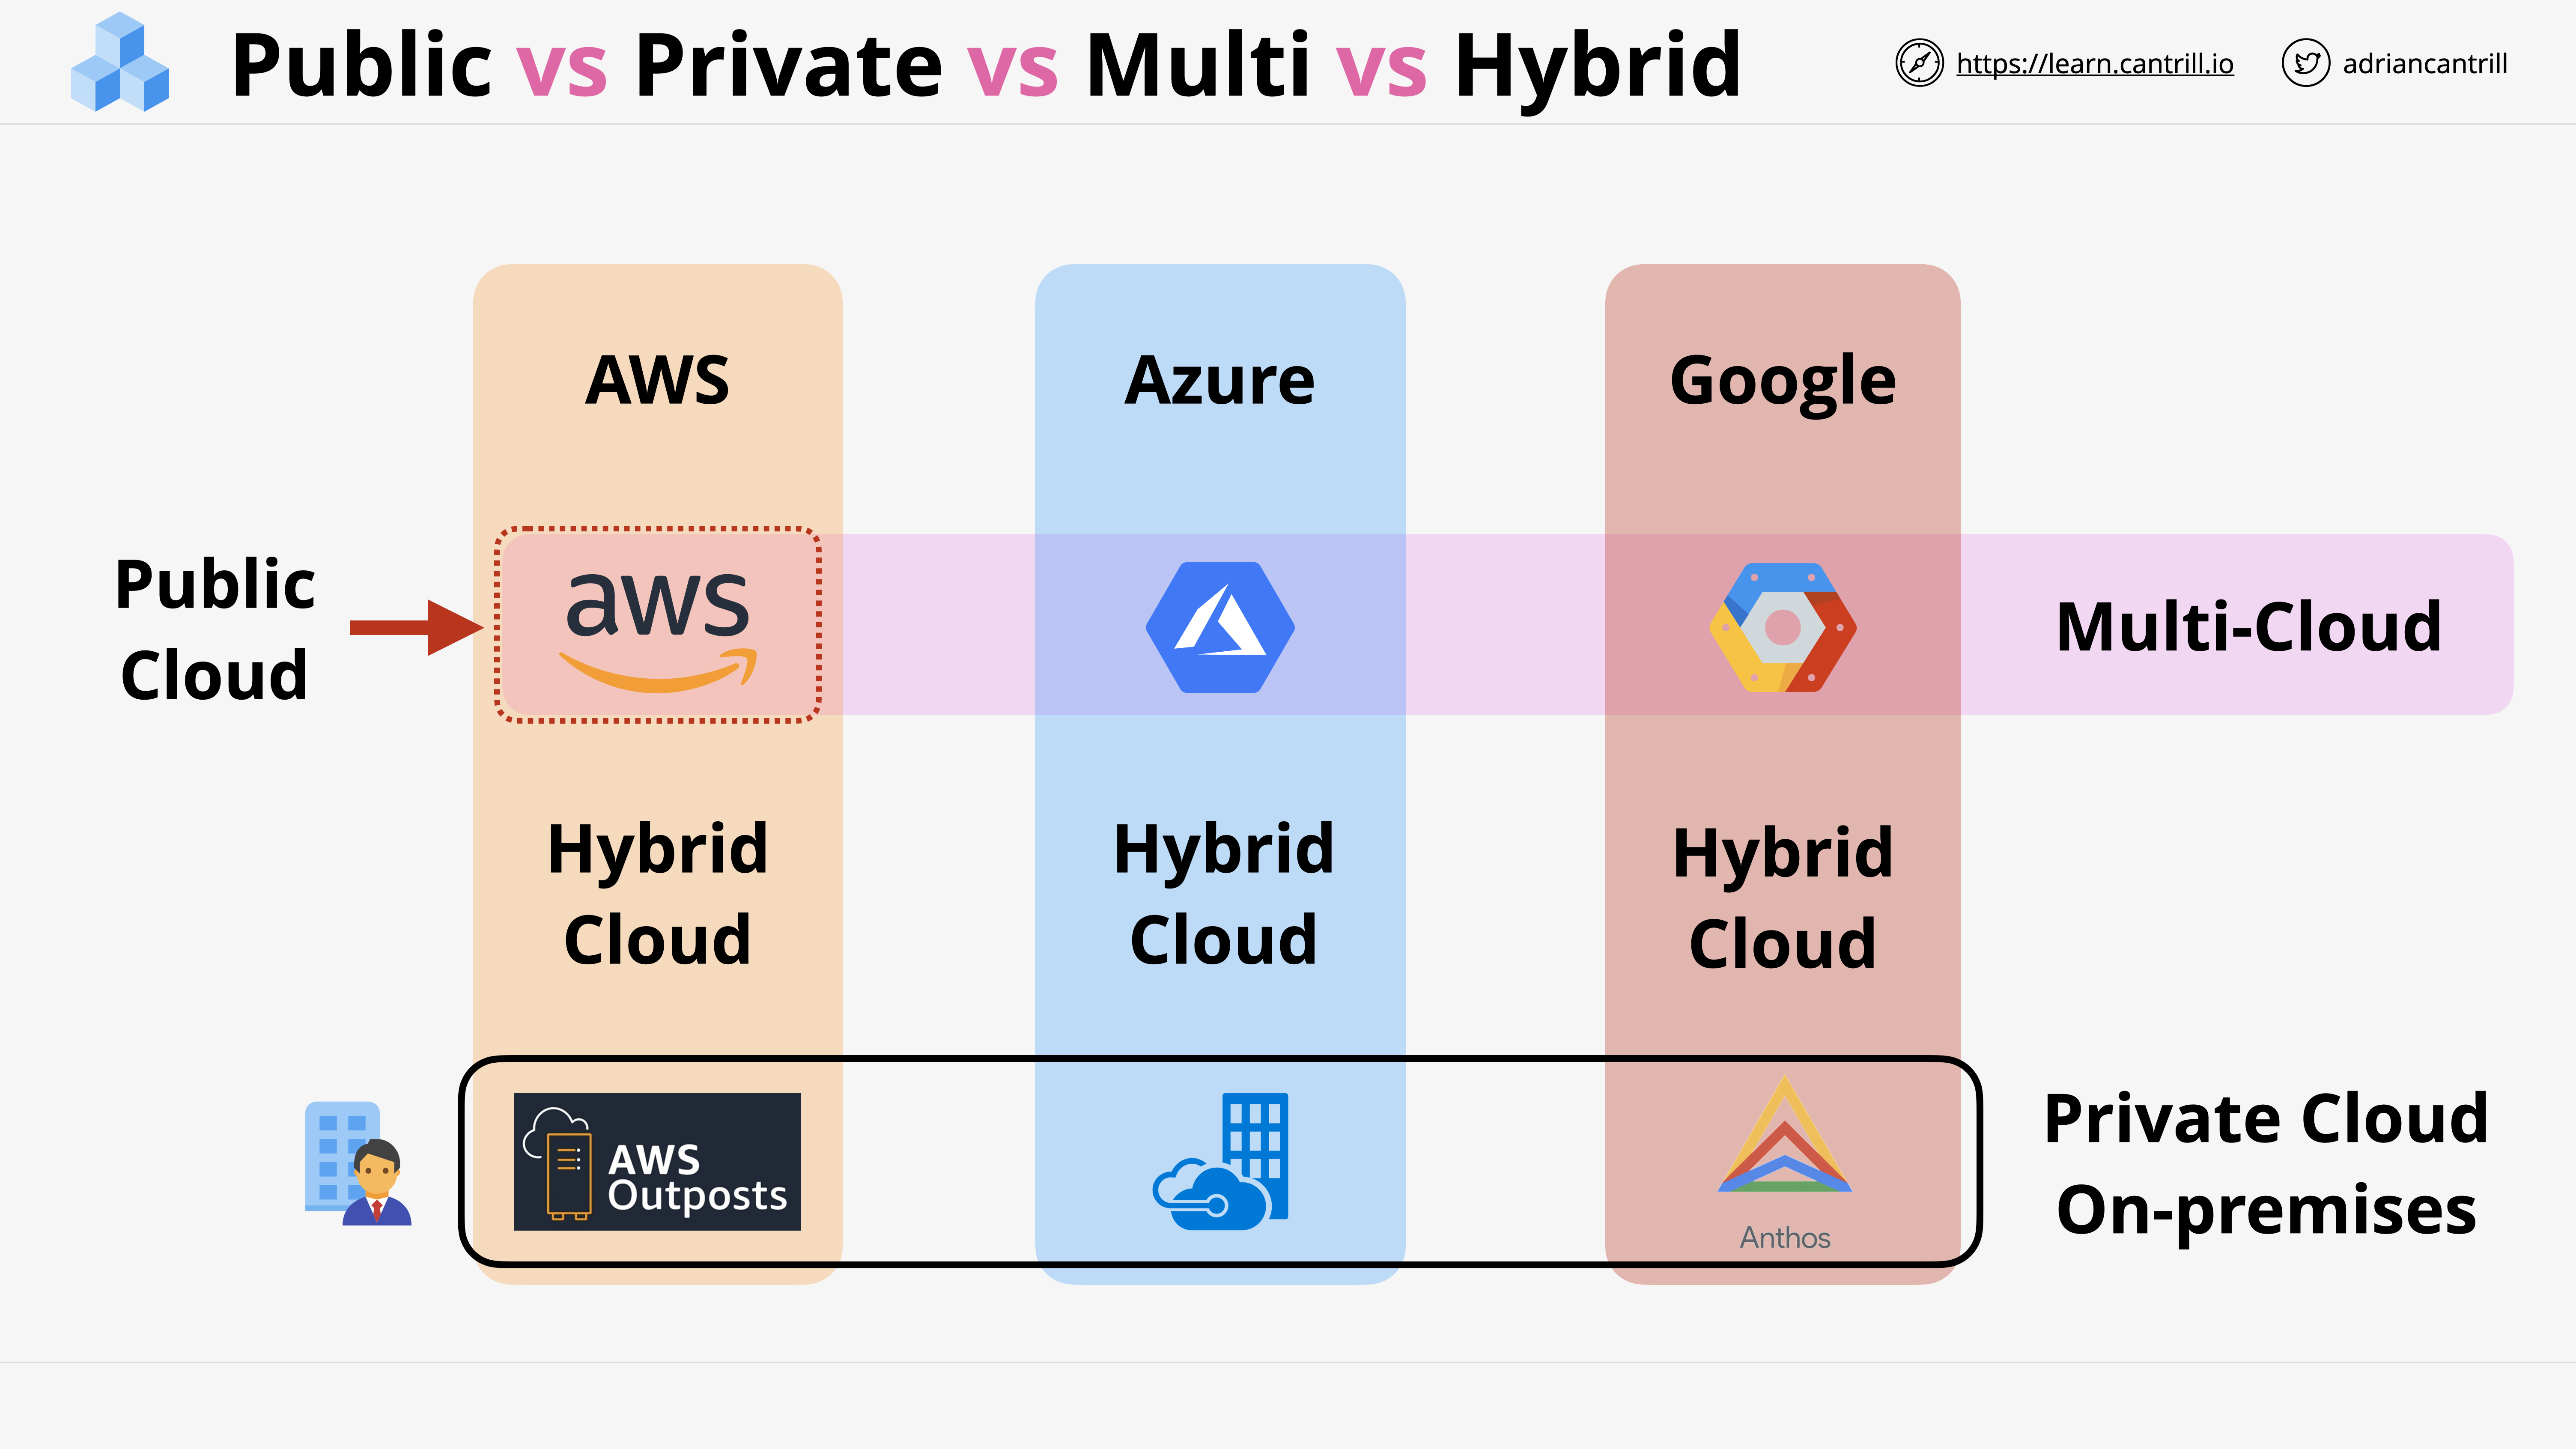 Public vs Private vs Multi vs Hybrid
https://learn.cantrill.io
adriancantrill
AWS
Azure
Google
Public
Cloud
aws
Multi-Cloud
Hybrid
Cloud
Hybrid
Cloud
Hybrid
Cloud
AWS
Outposts
Anthos
Private Cloud
On-premises